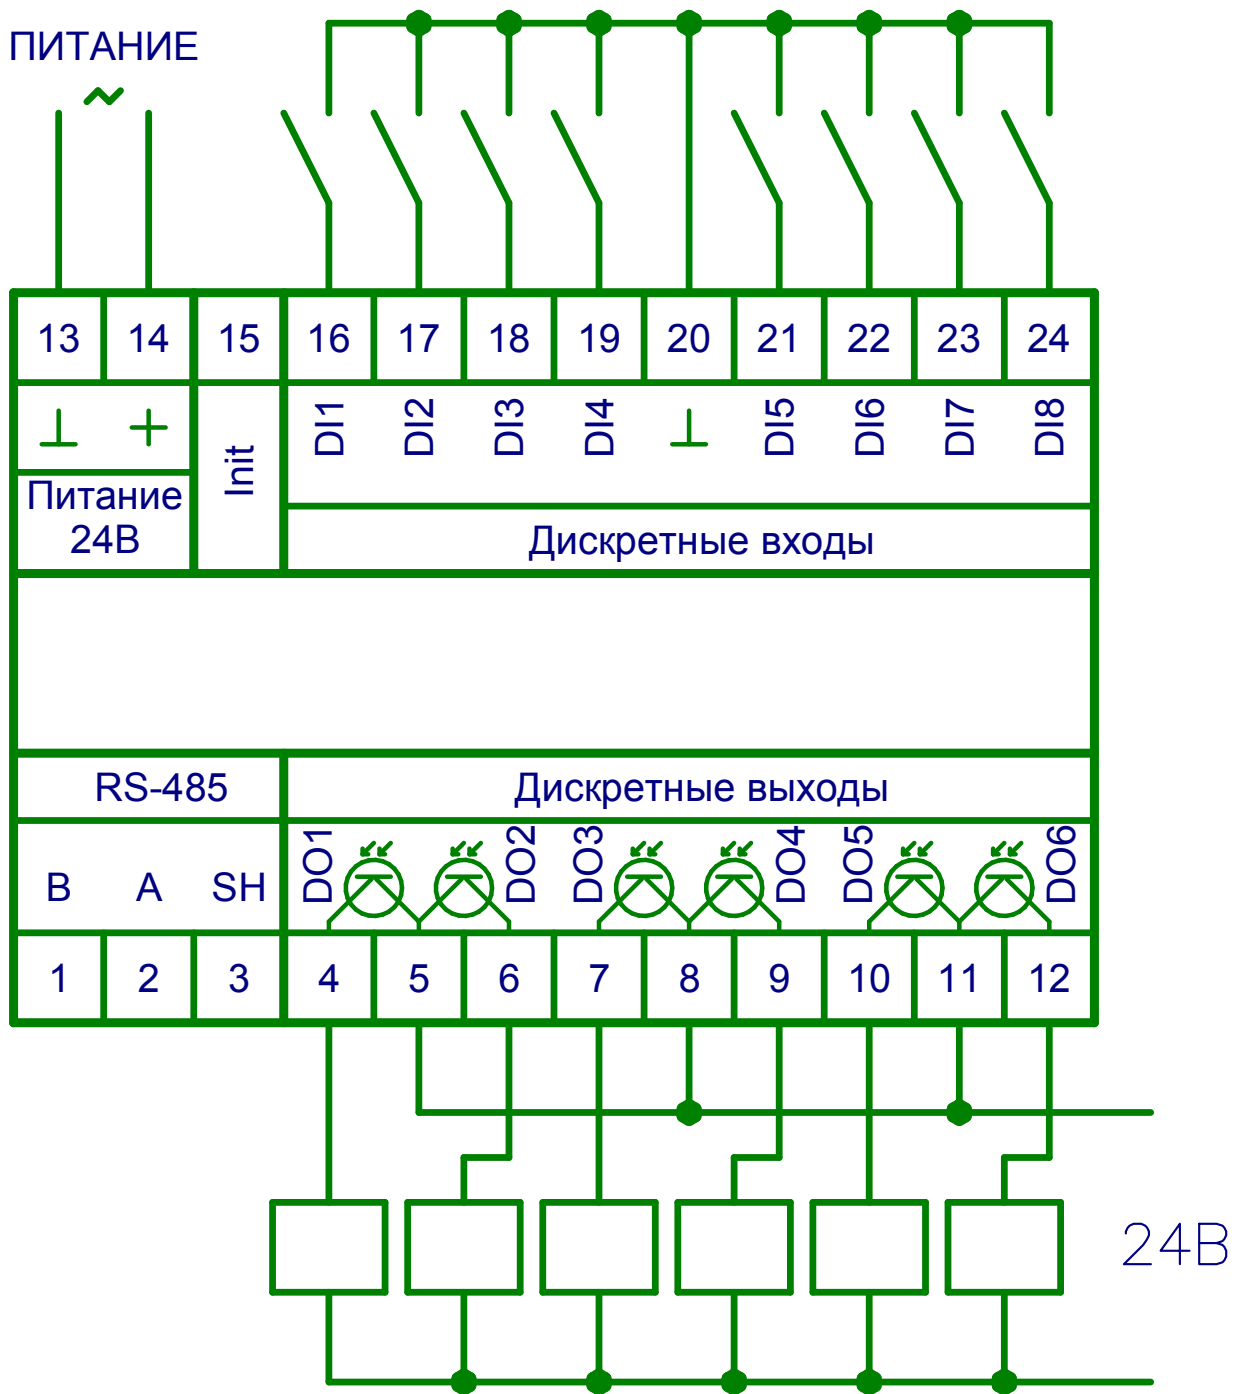 ПИТАНИЕ
~
13 14 15 16 17 18 19 20 21 22 23 24
⊥ + Init DI1 DI2 DI3 DI4 ⊥ DI5 DI6 DI7 DI8
Питание
24В
Дискретные входы
RS-485 Дискретные выходы
B A SH DO1 DO2 DO3 DO4 DO5 DO6
1 2 3 4 5 6 7 8 9 10 11 12
24В